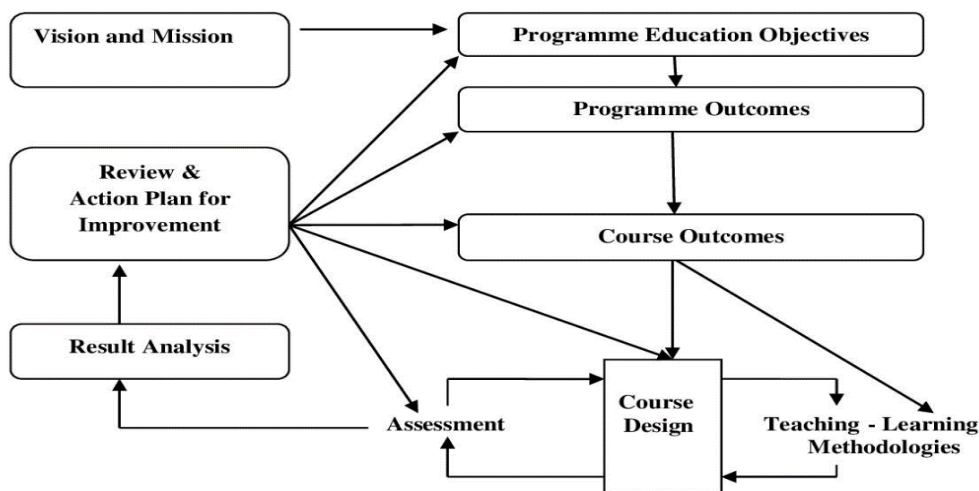 Vision and Mission
Programme Education Objectives
Programme Outcomes
Review &
Action Plan for
Improvement
Course Outcomes
Result Analysis
Assessment
Course
Design
Teaching - Learning
Methodologies